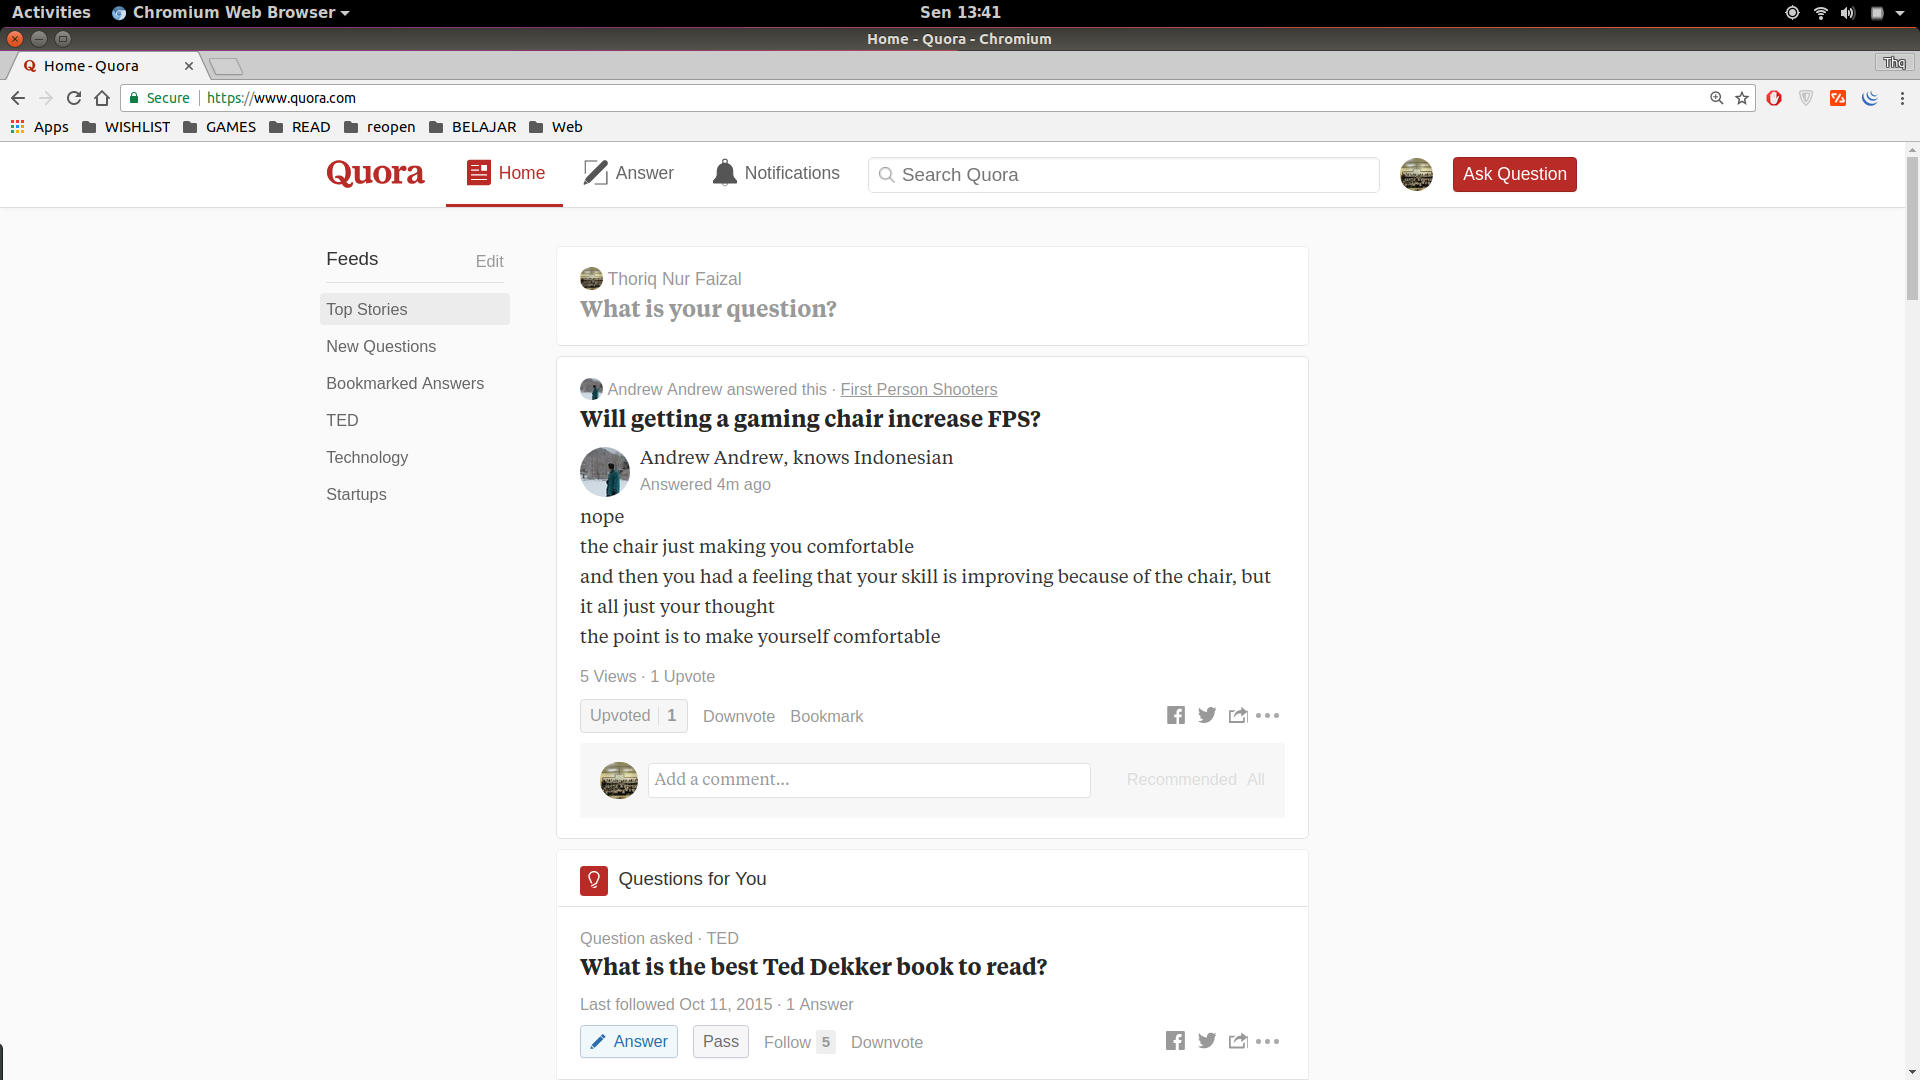 Activities Chromium Web Browser Sen 13:41
Home - Quora - Chromium
Home - Quora Thq
Secure https://www.quora.com
Apps WISHLIST GAMES READ reopen BELAJAR Web
Quora Home Answer Notifications Search Quora Ask Question
Feeds Edit
Top Stories
New Questions
Bookmarked Answers
TED
Technology
Startups
Thoriq Nur Faizal
What is your question?
Andrew Andrew answered this · First Person Shooters
Will getting a gaming chair increase FPS?
Andrew Andrew, knows Indonesian
Answered 4m ago
nope
the chair just making you comfortable
and then you had a feeling that your skill is improving because of the chair, but
it all just your thought
the point is to make yourself comfortable
5 Views · 1 Upvote
Upvoted 1 Downvote Bookmark
Add a comment... Recommended All
Questions for You
Question asked · TED
What is the best Ted Dekker book to read?
Last followed Oct 11, 2015 · 1 Answer
Answer Pass Follow 5 Downvote